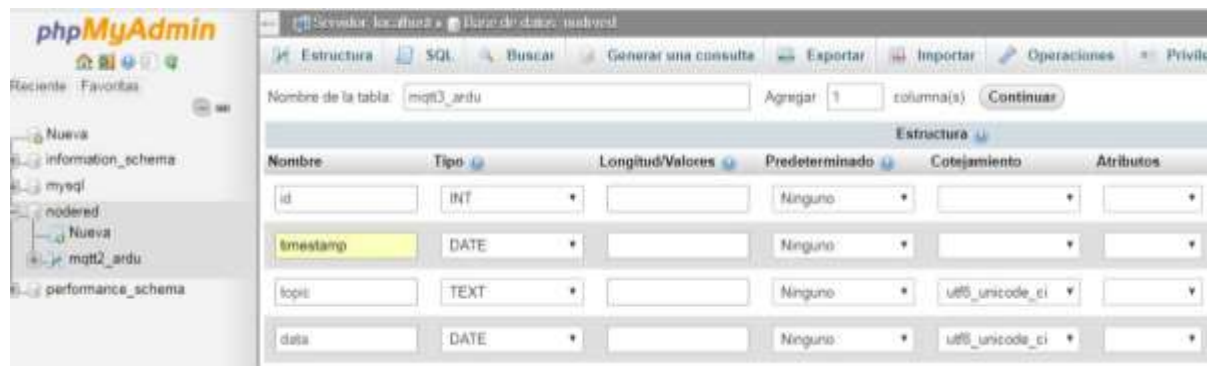 phpMyAdmin
Servidor: localhost » Base de datos: nodered
Estructura SQL Buscar Generar una consulta Exportar Importar Operaciones Privile
Reciente Favoritas
Nombre de la tabla: mqtt3_ardu Agregar 1 columna(s) Continuar
Nueva
information_schema
mysql
nodered
Nueva
mqtt2_ardu
performance_schema
Estructura
Nombre Tipo Longitud/Valores Predeterminado Cotejamiento Atributos
id INT Ninguno
timestamp DATE Ninguno
topic TEXT Ninguno utf8_unicode_ci
data DATE Ninguno utf8_unicode_ci